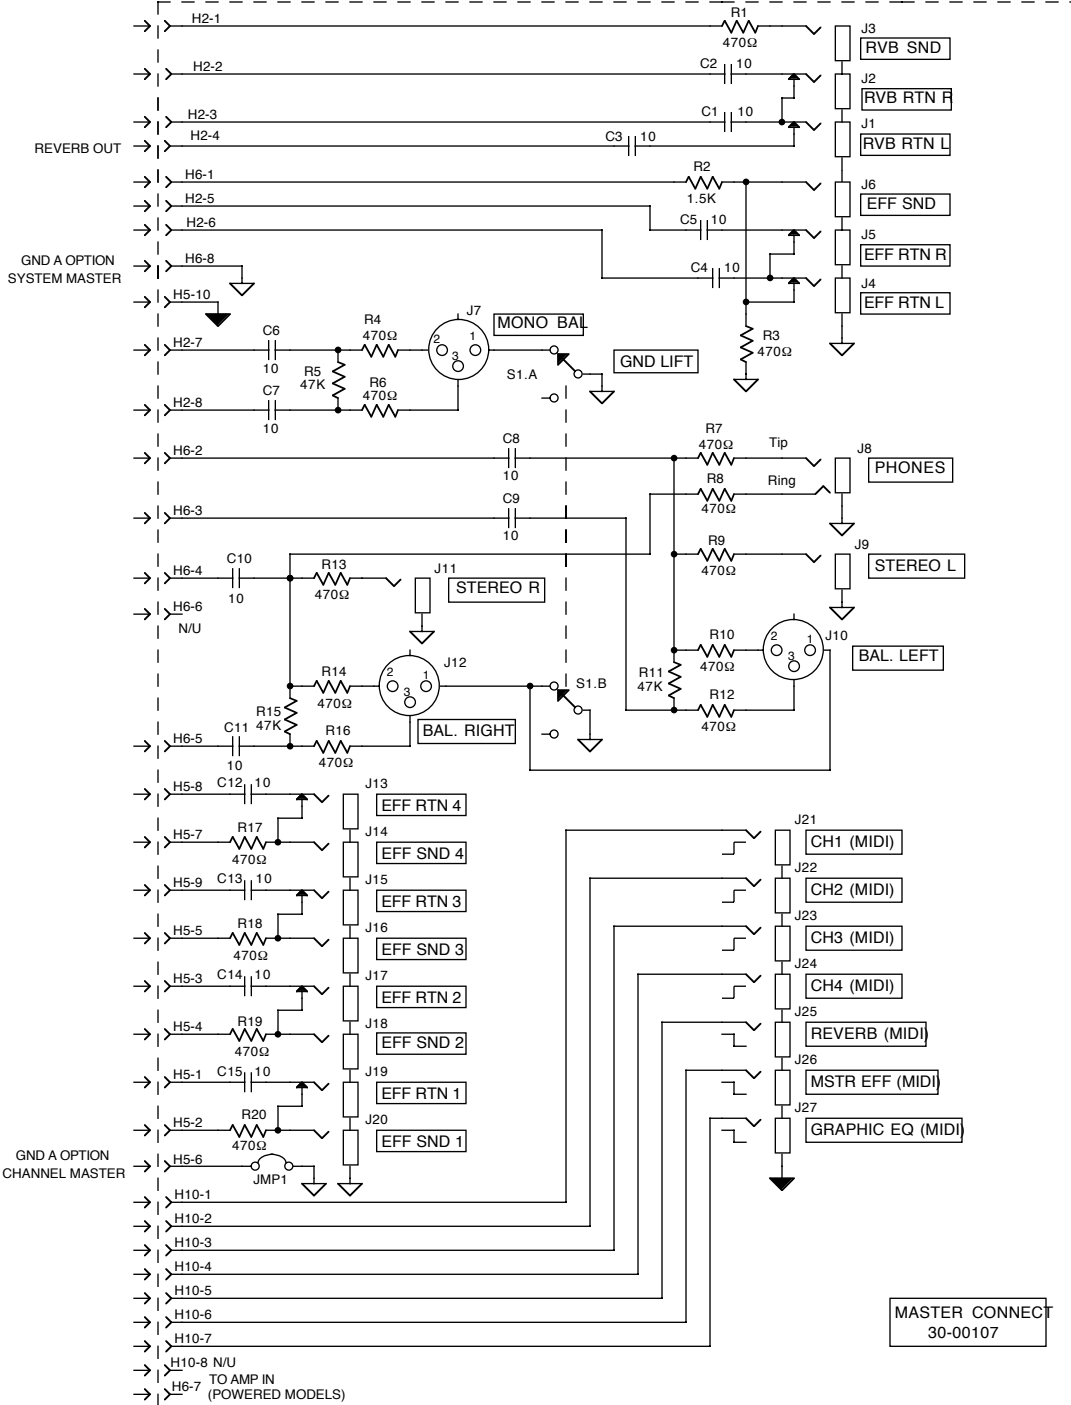 H2-1
R1
470Ω
J3
RVB SND
H2-2
C2 10
J2
RVB RTN R
H2-3
C1 10
J1
RVB RTN L
REVERB OUT
H2-4
C3 10
H6-1
R2
1.5K
J6
EFF SND
H2-5
C5 10
J5
EFF RTN R
H2-6
C4 10
J4
EFF RTN L
GND A OPTION
SYSTEM MASTER
H6-8
H5-10
R3
470Ω
H2-7
C6
10
R4
470Ω
J7
2 1
3
MONO BAL
R5
47K
S1.A
GND LIFT
H2-8
C7
10
R6
470Ω
H6-2
C8
10
R7
470Ω
Tip
J8
PHONES
R8
470Ω
Ring
H6-3
C9
10
R9
470Ω
J9
STEREO L
H6-4
C10
10
R13
470Ω
J11
STEREO R
H6-6
N/U
R10
470Ω
2 1
3
J10
BAL. LEFT
R11
47K
R12
470Ω
R14
470Ω
2 1
3
J12
BAL. RIGHT
S1.B
R15
47K
H6-5
C11
10
R16
470Ω
H5-8
C12 10
J13
EFF RTN 4
H5-7
R17
470Ω
J14
EFF SND 4
H5-9
C13 10
J15
EFF RTN 3
H5-5
R18
470Ω
J16
EFF SND 3
H5-3
C14 10
J17
EFF RTN 2
H5-4
R19
470Ω
J18
EFF SND 2
H5-1
C15 10
J19
EFF RTN 1
H5-2
R20
470Ω
J20
EFF SND 1
GND A OPTION
CHANNEL MASTER
H5-6
JMP1
J21
CH1 (MIDI)
J22
CH2 (MIDI)
J23
CH3 (MIDI)
J24
CH4 (MIDI)
J25
REVERB (MIDI)
J26
MSTR EFF (MIDI)
J27
GRAPHIC EQ (MIDI)
H10-1
H10-2
H10-3
H10-4
H10-5
H10-6
H10-7
H10-8 N/U
H6-7
TO AMP IN
(POWERED MODELS)
MASTER CONNECT
30-00107